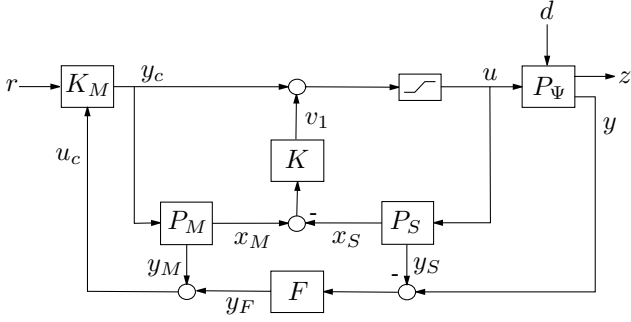 d
r
K_M
y_c
u
P_Ψ
z
v_1
y
u_c
K
P_M
-
P_S
x_M
x_S
y_M
-
y_S
y_F
F